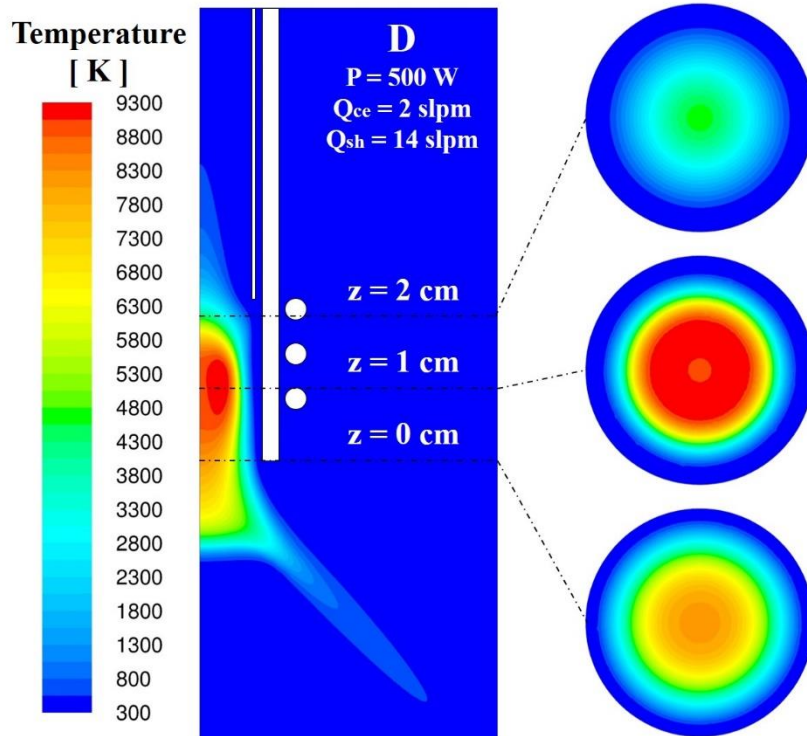 Temperature
[ K ]
9300
8800
8300
7800
7300
6800
6300
5800
5300
4800
4300
3800
3300
2800
2300
1800
1300
800
300
D
P = 500 W
Qce = 2 slpm
Qsh = 14 slpm
z = 2 cm
z = 1 cm
z = 0 cm